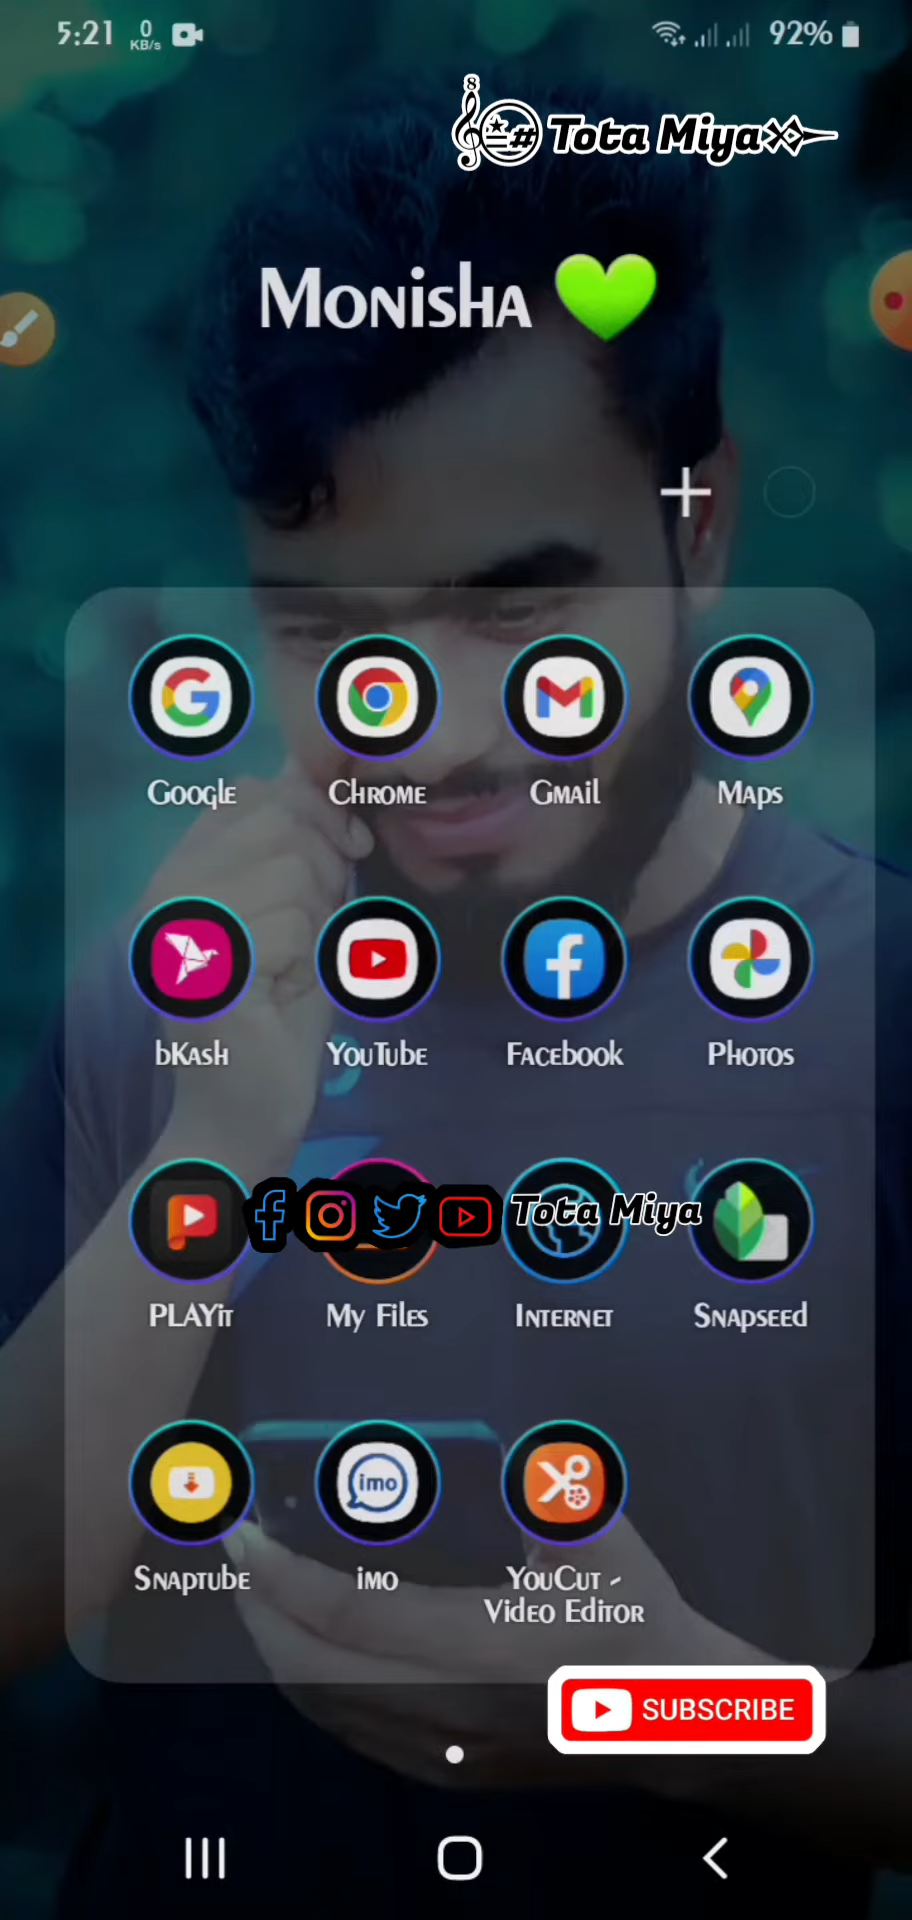 5:21 0 KB/s 92%
8
# Tota Miya
Monisha 💚
Google Chrome Gmail Maps
bKash YouTube Facebook Photos
Tota Miya
PLAYit My Files Internet Snapseed
imo
Snaptube imo YouCut -
Video Editor
SUBSCRIBE